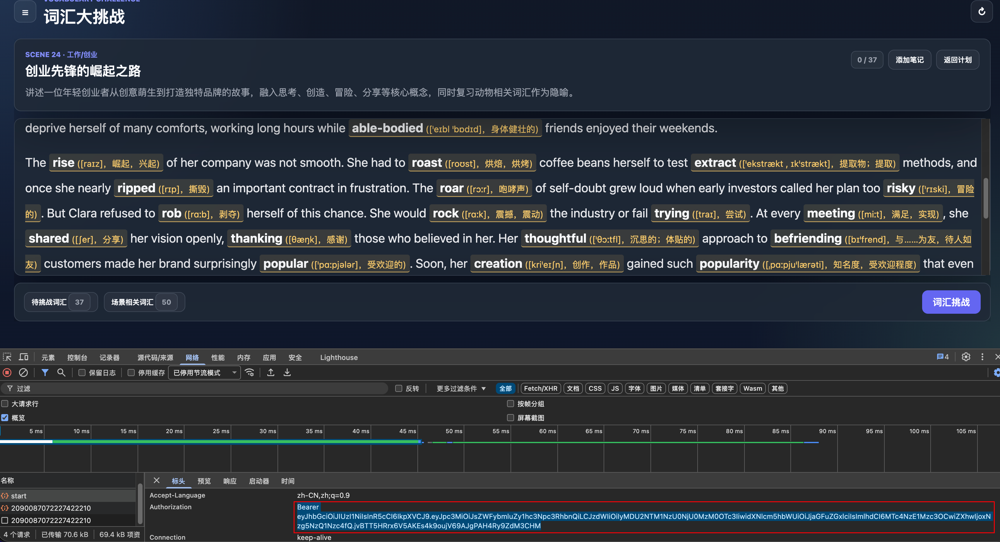 VOCABULARY CHALLENGE
词汇大挑战
SCENE 24 · 工作/创业
创业先锋的崛起之路
0 / 37
添加笔记
返回计划
讲述一位年轻创业者从创意萌生到打造独特品牌的故事，融入思考、创造、冒险、分享等核心概念，同时复习动物相关词汇作为隐喻。
deprive herself of many comforts, working long hours while able-bodied (['eɪbl 'bɒdɪd]，身体健壮的) friends enjoyed their weekends.
The rise ([raɪz]，崛起，兴起) of her company was not smooth. She had to roast ([roʊst]，烘焙，烘烤) coffee beans herself to test extract (['ekstrækt , ɪk'strækt]，提取物；提取) methods, and
once she nearly ripped ([rɪp]，撕毁) an important contract in frustration. The roar ([rɔːr]，咆哮声) of self-doubt grew loud when early investors called her plan too risky (['rɪski]，冒险
的) . But Clara refused to rob ([rɑːb]，剥夺) herself of this chance. She would rock ([rɑːk]，震撼，震动) the industry or fail trying ([traɪ]，尝试) . At every meeting ([miːt]，满足，实现) , she
shared ([ʃer]，分享) her vision openly, thanking ([θæŋk]，感谢) those who believed in her. Her thoughtful (['θɔːtfl]，沉思的；体贴的) approach to befriending ([bɪ'frend]，与……为友，待人如
友) customers made her brand surprisingly popular (['pɑːpjələr]，受欢迎的) . Soon, her creation ([kri'eɪʃn]，创作，作品) gained such popularity ([ˌpɑːpju'lærəti]，知名度，受欢迎程度) that even
待挑战词汇 37
场景相关词汇 50
词汇挑战
元素 控制台 记录器 源代码/来源 网络 性能 内存 应用 安全 Lighthouse 4
保留日志 停用缓存 已停用节流模式
过滤 反转 更多过滤条件 全部 Fetch/XHR 文档 CSS JS 字体 图片 媒体 清单 套接字 Wasm 其他
大请求行 按帧分组
概览 屏幕截图
5 ms 10 ms 15 ms 20 ms 25 ms 30 ms 35 ms 40 ms 45 ms 50 ms 55 ms 60 ms 65 ms 70 ms 75 ms 80 ms 85 ms 90 ms 95 ms 100 ms 105 ms
名称
标头 预览 响应 启动器 时间
start
2090087072227422210
2090087072227422210
4 个请求 已传输 70.6 kB 69.4 kB 项资
Accept-Language zh-CN,zh;q=0.9
Authorization Bearer
Connection keep-alive